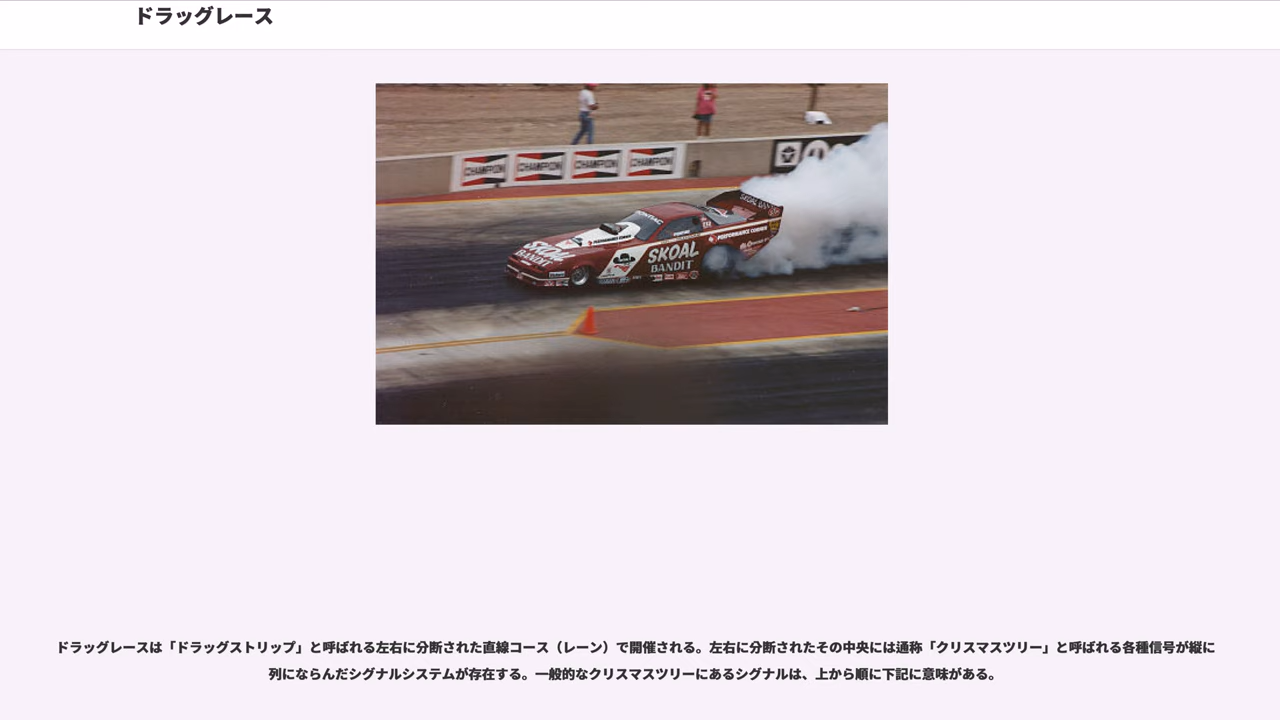 ドラッグレース
CHAMPION CHAMPION CHAMPION CHAMPION
SKOAL BANDIT
PONTIAC
PERFORMANCE CORNER
SKOAL
BANDIT
SKOAL
BANDIT
ドラッグレースは「ドラッグストリップ」と呼ばれる左右に分断された直線コース（レーン）で開催される。左右に分断されたその中央には通称「クリスマスツリー」と呼ばれる各種信号が縦に
列にならんだシグナルシステムが存在する。一般的なクリスマスツリーにあるシグナルは、上から順に下記に意味がある。